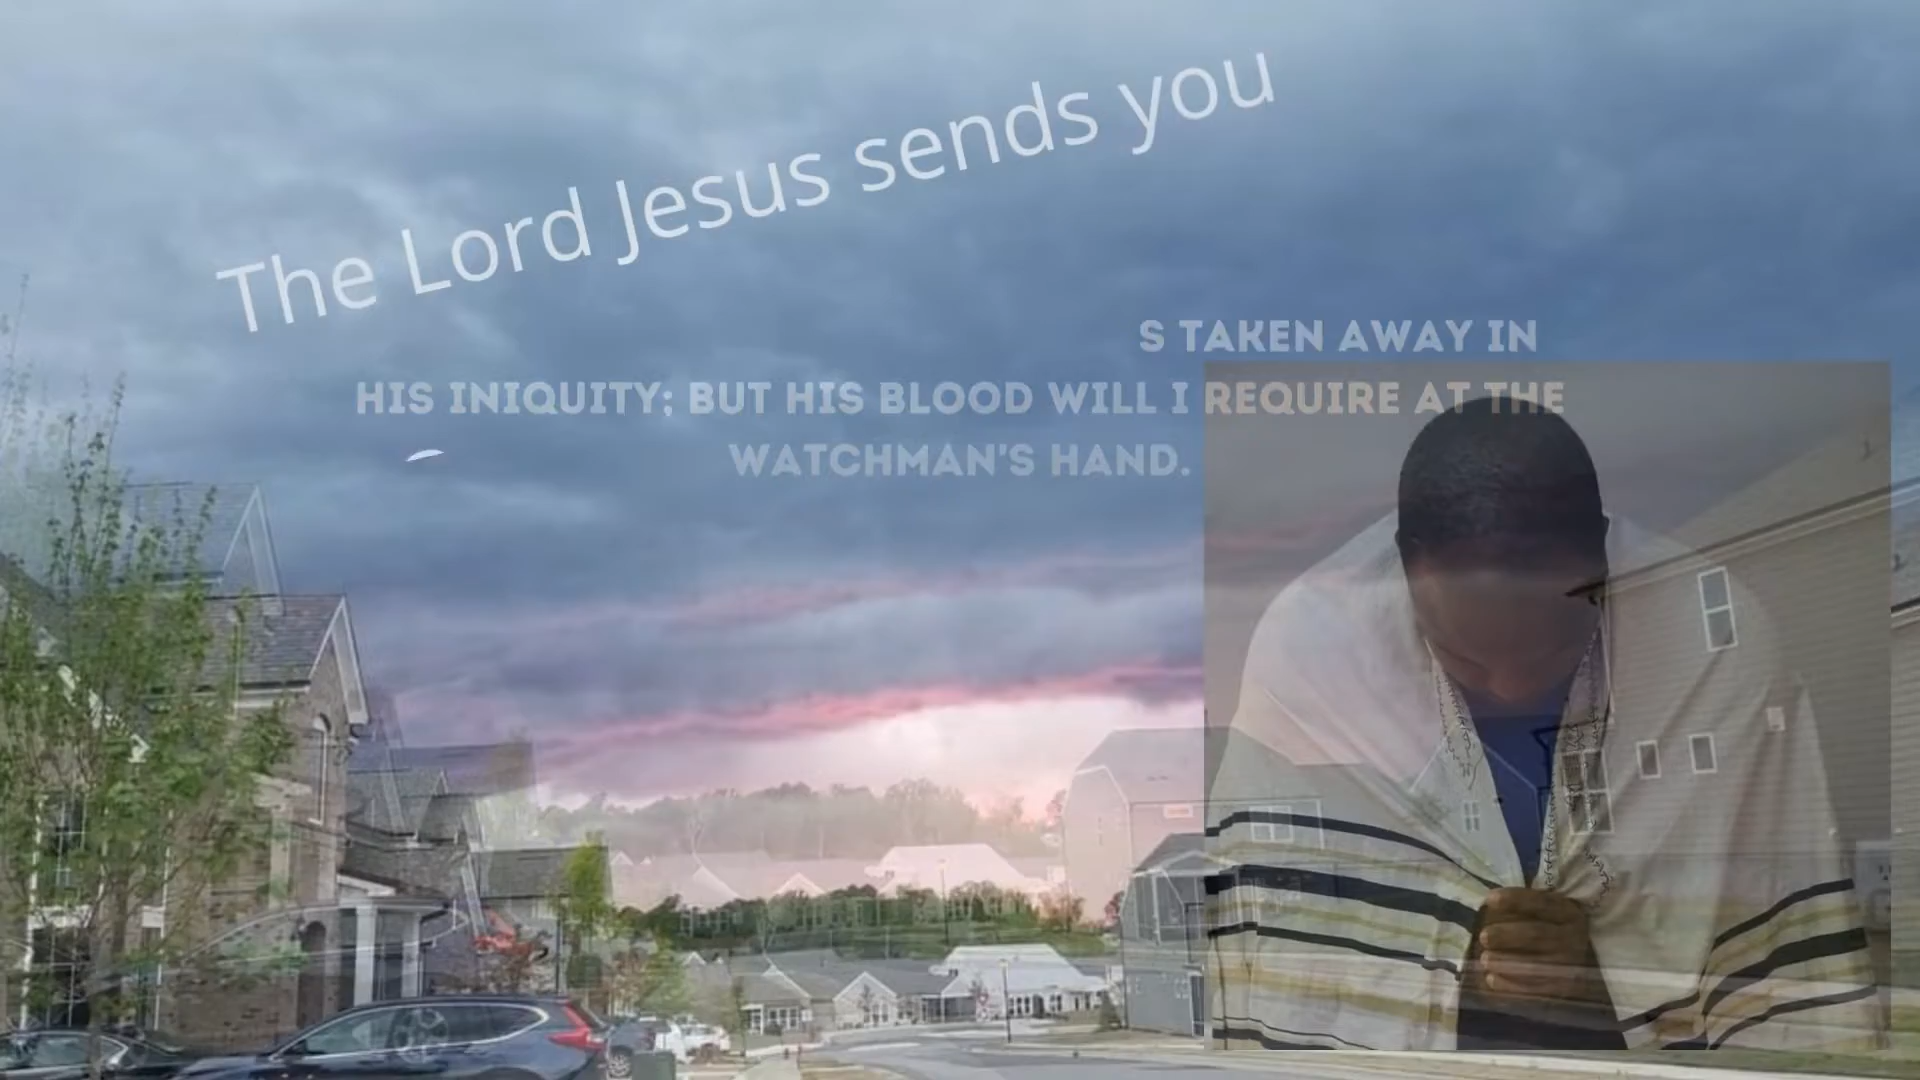 The Lord Jesus sends you
S TAKEN AWAY IN
HIS INIQUITY; BUT HIS BLOOD WILL I REQUIRE AT THE
WATCHMAN'S HAND.